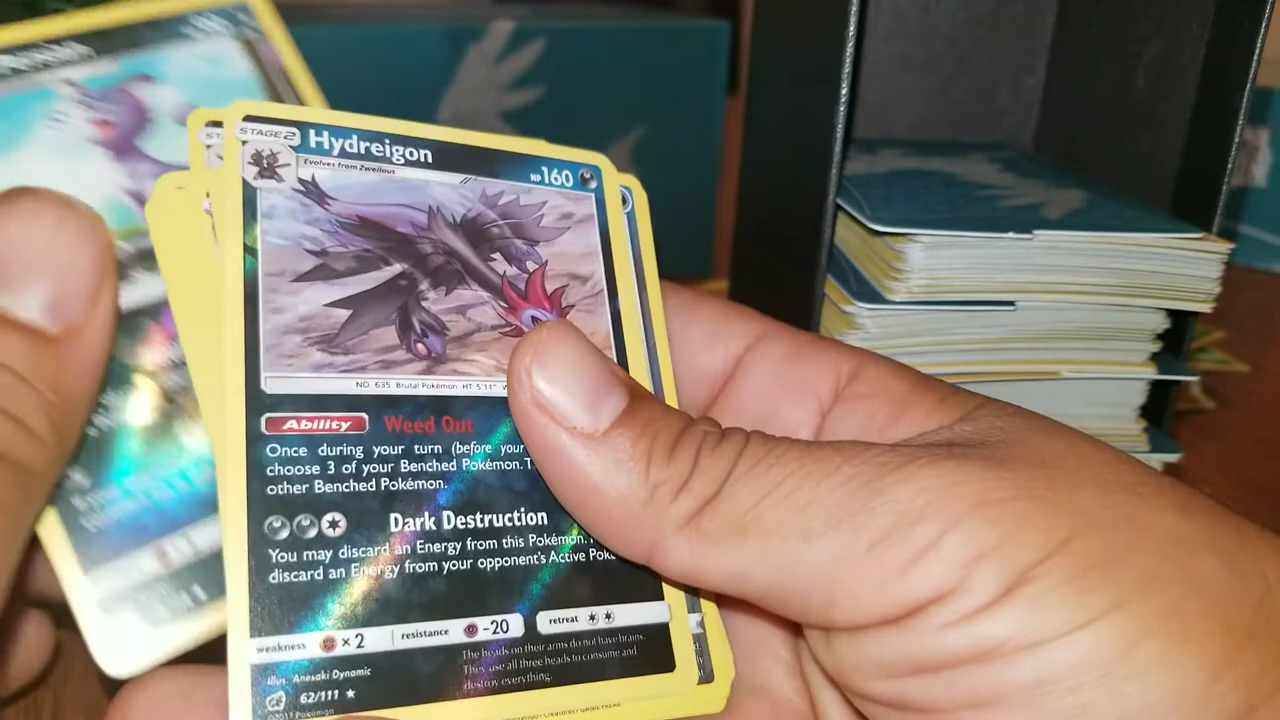 STAGE2 Hydreigon
Evolves from Zweilous
HP 160
NO 635 Brutal Pokémon HT 5'11"
Ability Weed Out
Once during your turn (before your
choose 3 of your Benched Pokémon.
other Benched Pokémon.
Dark Destruction
You may discard an Energy from this Pokémon.
discard an Energy from your opponent's Active
weakness ×2 resistance -20 retreat
The heads on their arms do not have brains.
They use all three heads to consume and
destroy everything.
Illus. Anesaki Dynamic
62/111
©2017 Pokémon